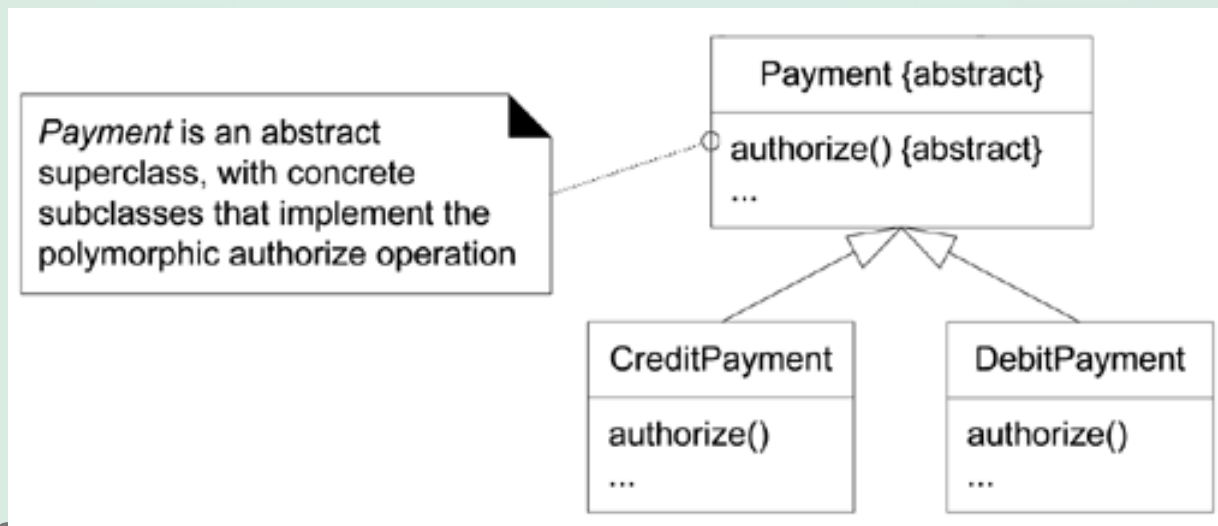 Payment {abstract}
authorize() {abstract}
...
Payment is an abstract
superclass, with concrete
subclasses that implement the
polymorphic authorize operation
CreditPayment
authorize()
...
DebitPayment
authorize()
...